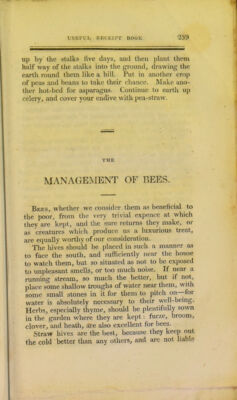 USEFUL RECEIPT BOOK. 239
up by the stalks five days, and then plant them
half way of the stalks into the ground, drawing the
earth round them like a hill. Put in another crop
of peas and beans to take their chance. Make ano-
ther hot-bed for asparagus. Continue to earth up
celery, and cover your endive with pea-straw.
THE
MANAGEMENT OF BEES.
BEES, whether we consider them as beneficial to
the poor, from the very trivial expence at which
they are kept, and the sure returns they make, or
as creatures which produce us a luxurious treat,
are equally worthy of our consideration.
The hives should be placed in such a manner as
to face the south, and sufficiently near the house
to watch them, but so situated as not to be exposed
to unpleasant smells, or too much noise. If near a
running stream, so much the better, but if not,
place some shallow troughs of water near them, with
some small stones in it for them to pitch on—for
water is absolutely necessary to their well-being.
Herbs, especially thyme, should be plentifully sown
in the garden where they are kept: furze, broom,
clover, and heath, are also excellent for bees.
Straw hives are the best, because they keep out
the cold better than any others, and are not liable